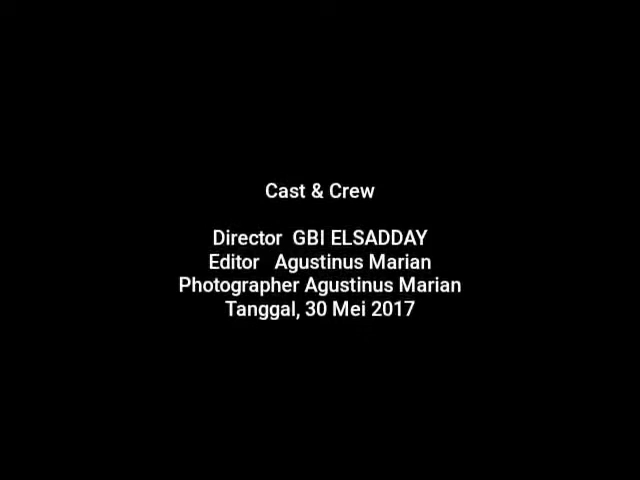 Cast & Crew
Director  GBI ELSADDAY
Editor   Agustinus Marian
Photographer Agustinus Marian
Tanggal, 30 Mei 2017